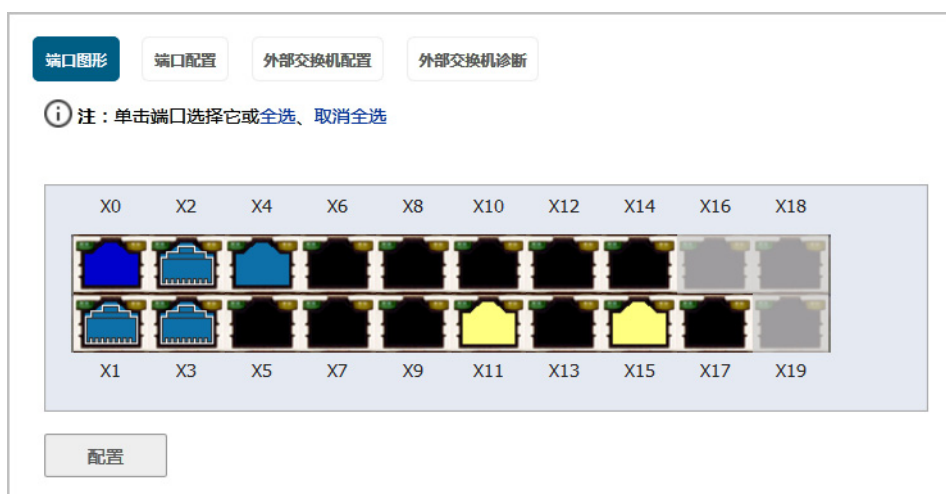 端口图形 端口配置 外部交换机配置 外部交换机诊断
注：单击端口选择它或全选、取消全选
X0 X2 X4 X6 X8 X10 X12 X14 X16 X18
X1 X3 X5 X7 X9 X11 X13 X15 X17 X19
配置